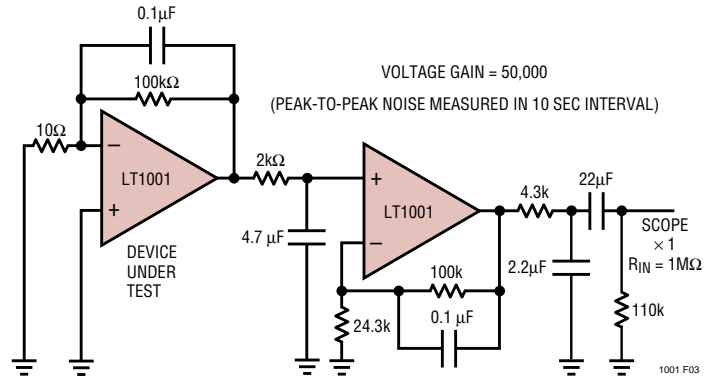 0.1µF
100kΩ
10Ω
−
+
LT1001
DEVICE
UNDER
TEST
VOLTAGE GAIN = 50,000
(PEAK-TO-PEAK NOISE MEASURED IN 10 SEC INTERVAL)
2kΩ
4.7 µF
+
−
LT1001
100k
0.1 µF
24.3k
4.3k
22µF
2.2µF
SCOPE
× 1
RIN = 1MΩ
110k
1001 F03